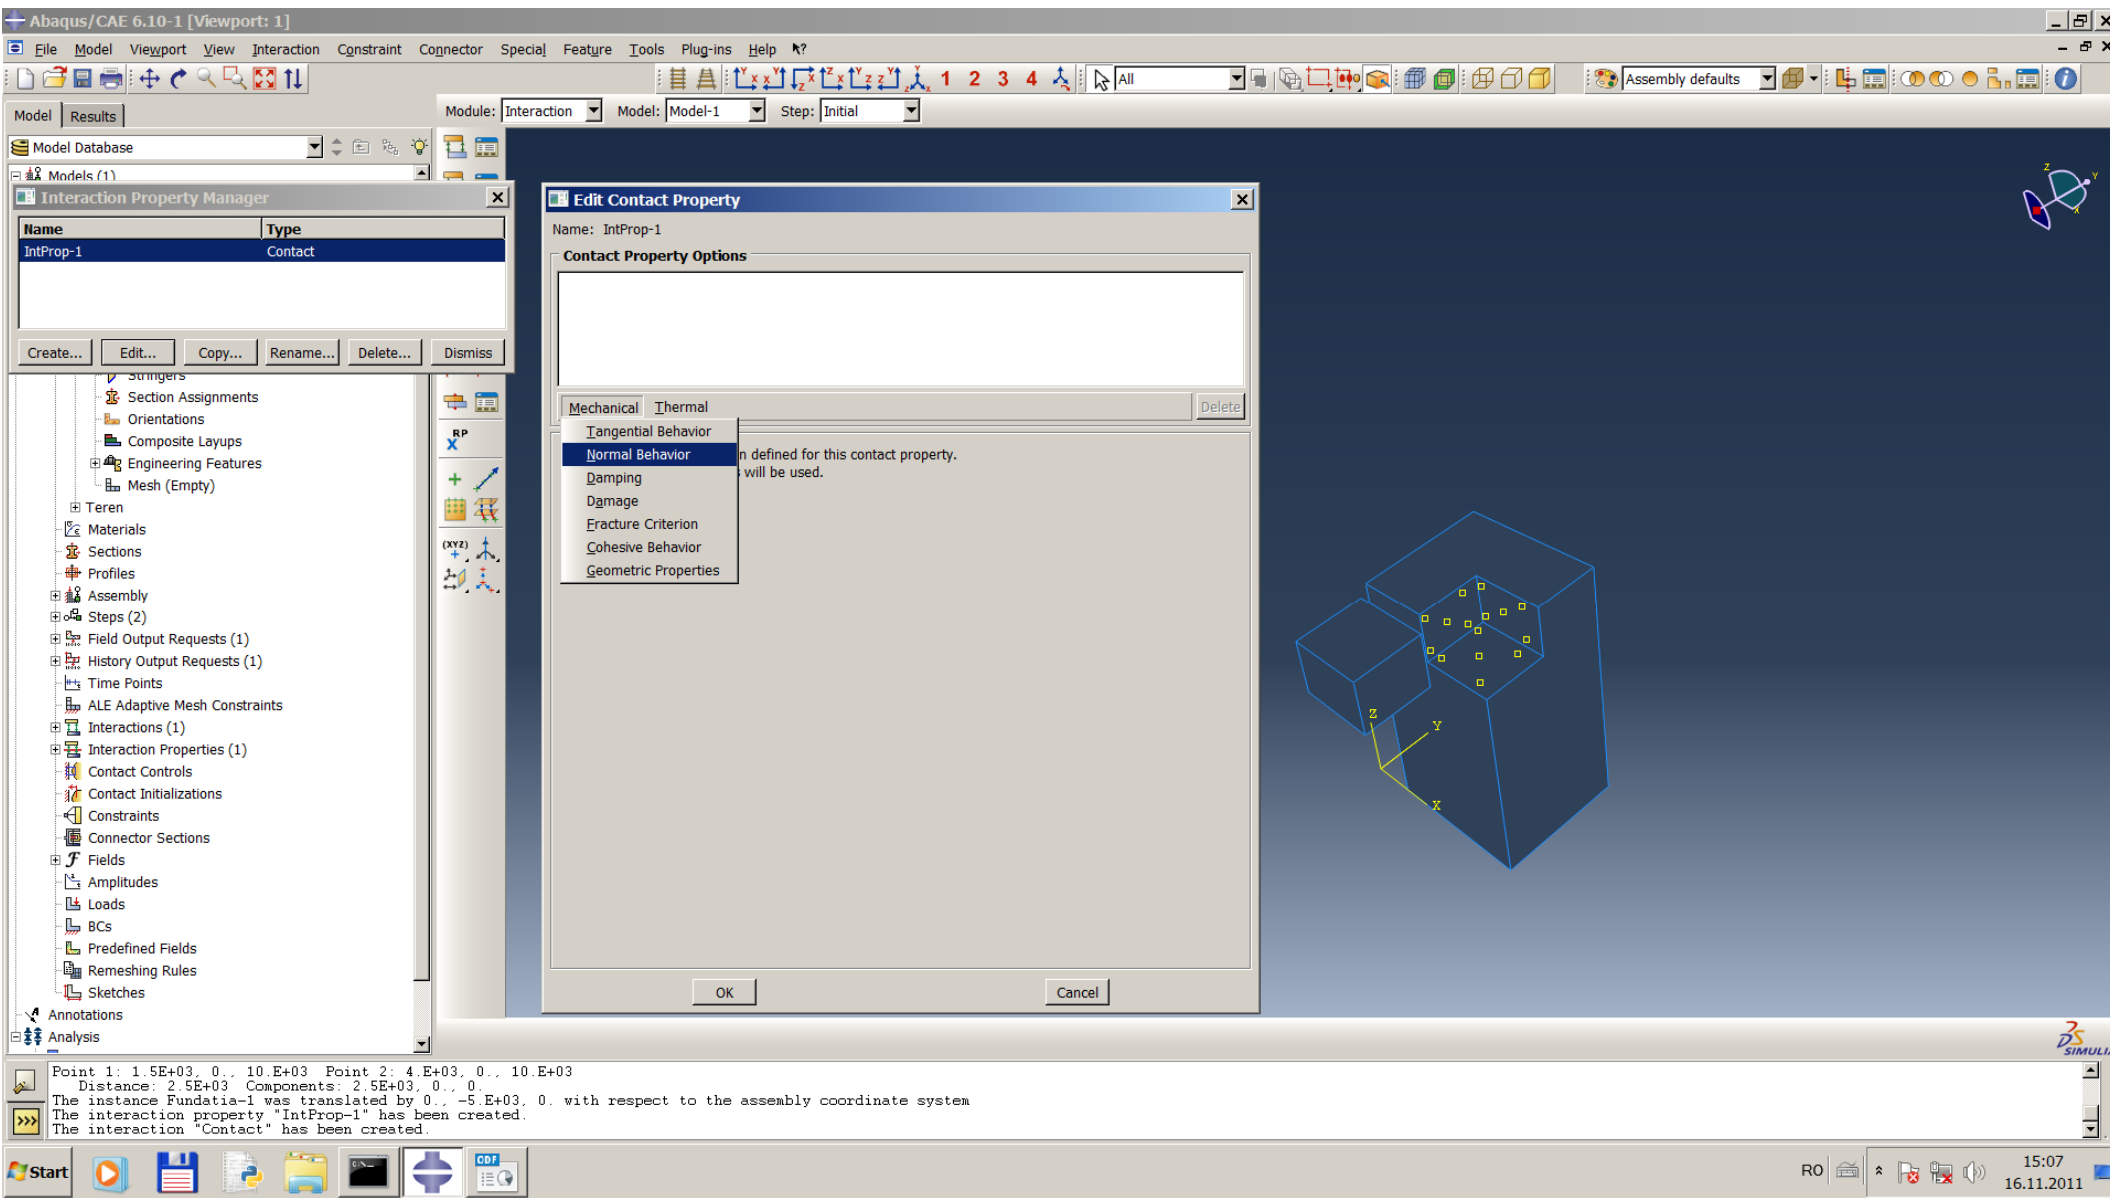 Abaqus/CAE 6.10-1 [Viewport: 1]
File Model Viewport View Interaction Constraint Connector Special Feature Tools Plug-ins Help ?
1 2 3 4 All Assembly defaults
Model Results
Module: Interaction Model: Model-1 Step: Initial
Model Database
Models (1)
Interaction Property Manager
Name Type
IntProp-1 Contact
Create... Edit... Copy... Rename... Delete... Dismiss
Stringers
Section Assignments
Orientations
Composite Layups
Engineering Features
Mesh (Empty)
Teren
Materials
Sections
Profiles
Assembly
Steps (2)
Field Output Requests (1)
History Output Requests (1)
Time Points
ALE Adaptive Mesh Constraints
Interactions (1)
Interaction Properties (1)
Contact Controls
Contact Initializations
Constraints
Connector Sections
Fields
Amplitudes
Loads
BCs
Predefined Fields
Remeshing Rules
Sketches
Annotations
Analysis
RP
(XYZ)
Edit Contact Property
Name: IntProp-1
Contact Property Options
Mechanical Thermal Delete
Tangential Behavior
Normal Behavior
Damping
Damage
Fracture Criterion
Cohesive Behavior
Geometric Properties
n defined for this contact property.
will be used.
OK Cancel
Z Y X
Z
Y
X
SIMULI
Point 1: 1.5E+03, 0., 10.E+03 Point 2: 4.E+03, 0., 10.E+03
Distance: 2.5E+03 Components: 2.5E+03, 0., 0.
The instance Fundatia-1 was translated by 0., -5.E+03, 0. with respect to the assembly coordinate system
The interaction property "IntProp-1" has been created.
The interaction "Contact" has been created.
Start
ODF
RO
15:07
16.11.2011